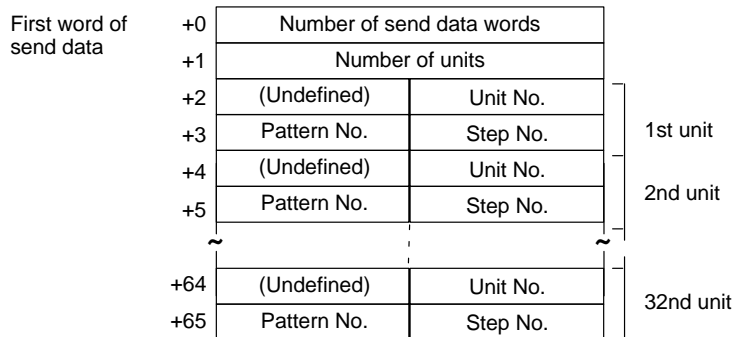 First word of
send data
+0 Number of send data words
+1 Number of units
+2 (Undefined) Unit No.
+3 Pattern No. Step No.
1st unit
+4 (Undefined) Unit No.
+5 Pattern No. Step No.
2nd unit
~ ~
+64 (Undefined) Unit No.
+65 Pattern No. Step No.
32nd unit